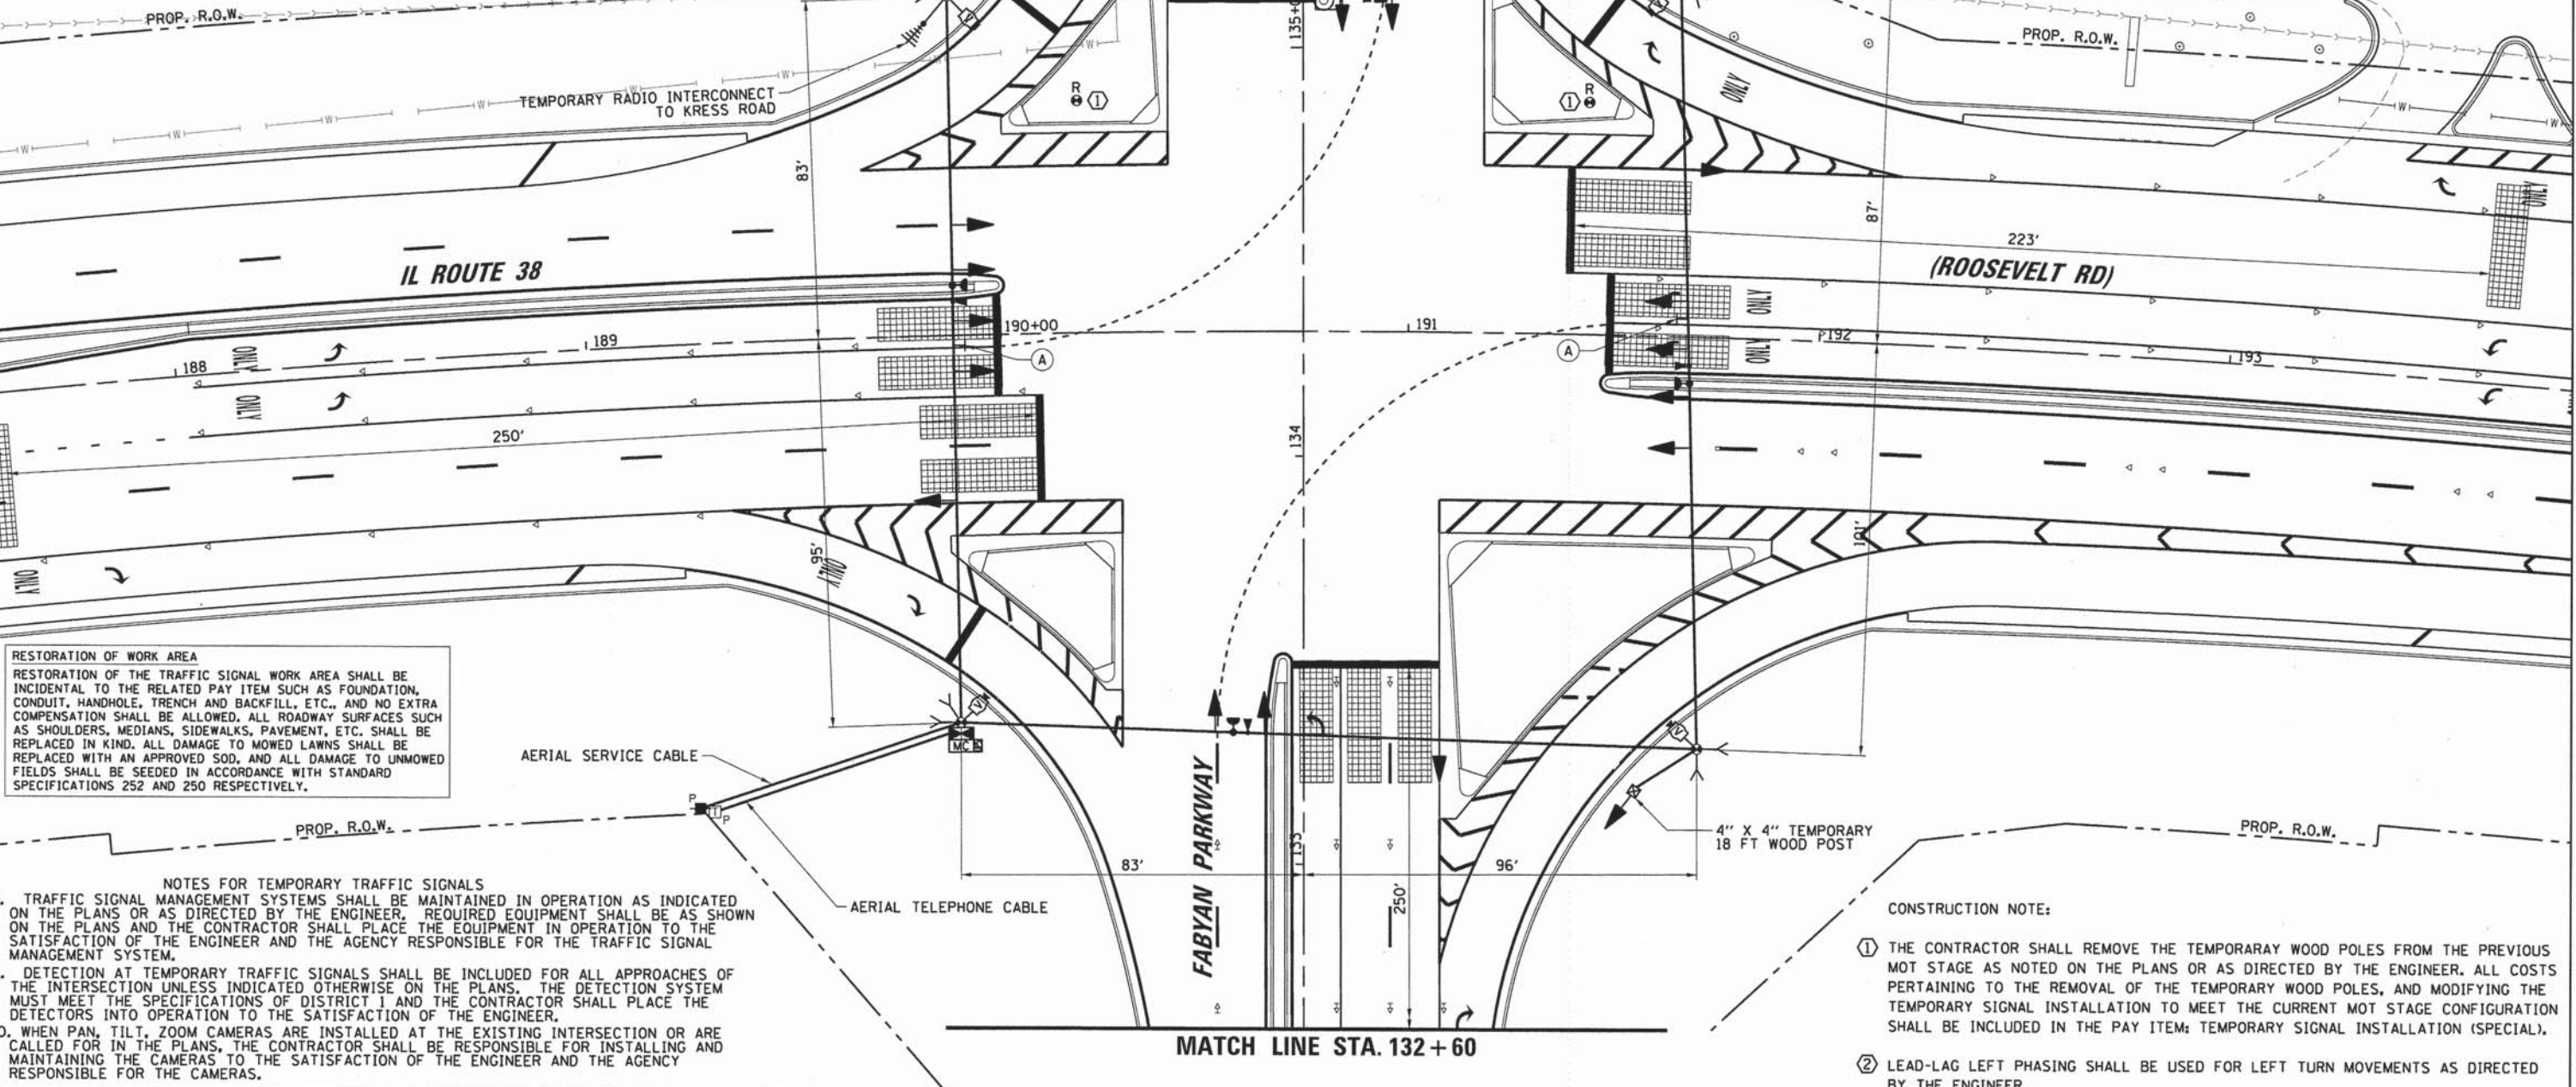 PROP. R.O.W.
135+0
PROP. R.O.W.
TEMPORARY RADIO INTERCONNECT
TO KRESS ROAD
R
1
R
1
ONLY
W
W
W
W
W
W
W
W
W
83'
87'
ONLY
223'
IL ROUTE 38
(ROOSEVELT RD)
ONLY
ONLY
190+00
191
P192
193
188
189
A
A
ONLY
ONLY
250'
134
95'
101'
ONLY
ONLY
RESTORATION OF WORK AREA
RESTORATION OF THE TRAFFIC SIGNAL WORK AREA SHALL BE
INCIDENTAL TO THE RELATED PAY ITEM SUCH AS FOUNDATION,
CONDUIT, HANDHOLE, TRENCH AND BACKFILL, ETC., AND NO EXTRA
COMPENSATION SHALL BE ALLOWED. ALL ROADWAY SURFACES SUCH
AS SHOULDERS, MEDIANS, SIDEWALKS, PAVEMENT, ETC. SHALL BE
REPLACED IN KIND. ALL DAMAGE TO MOWED LAWNS SHALL BE
REPLACED WITH AN APPROVED SOD, AND ALL DAMAGE TO UNMOWED
FIELDS SHALL BE SEEDED IN ACCORDANCE WITH STANDARD
SPECIFICATIONS 252 AND 250 RESPECTIVELY.
V
V
MC
AERIAL SERVICE CABLE
P
T
P
PROP. R.O.W.
FABYAN PARKWAY
133
4" X 4" TEMPORARY
18 FT WOOD POST
PROP. R.O.W.
83'
96'
250'
AERIAL TELEPHONE CABLE
NOTES FOR TEMPORARY TRAFFIC SIGNALS
. TRAFFIC SIGNAL MANAGEMENT SYSTEMS SHALL BE MAINTAINED IN OPERATION AS INDICATED
ON THE PLANS OR AS DIRECTED BY THE ENGINEER. REQUIRED EQUIPMENT SHALL BE AS SHOWN
ON THE PLANS AND THE CONTRACTOR SHALL PLACE THE EQUIPMENT IN OPERATION TO THE
SATISFACTION OF THE ENGINEER AND THE AGENCY RESPONSIBLE FOR THE TRAFFIC SIGNAL
MANAGEMENT SYSTEM.
. DETECTION AT TEMPORARY TRAFFIC SIGNALS SHALL BE INCLUDED FOR ALL APPROACHES OF
THE INTERSECTION UNLESS INDICATED OTHERWISE ON THE PLANS. THE DETECTION SYSTEM
MUST MEET THE SPECIFICATIONS OF DISTRICT 1 AND THE CONTRACTOR SHALL PLACE THE
DETECTORS INTO OPERATION TO THE SATISFACTION OF THE ENGINEER.
0. WHEN PAN, TILT, ZOOM CAMERAS ARE INSTALLED AT THE EXISTING INTERSECTION OR ARE
CALLED FOR IN THE PLANS, THE CONTRACTOR SHALL BE RESPONSIBLE FOR INSTALLING AND
MAINTAINING THE CAMERAS TO THE SATISFACTION OF THE ENGINEER AND THE AGENCY
RESPONSIBLE FOR THE CAMERAS.
MATCH LINE STA. 132+60
CONSTRUCTION NOTE:
1 THE CONTRACTOR SHALL REMOVE THE TEMPORARAY WOOD POLES FROM THE PREVIOUS
MOT STAGE AS NOTED ON THE PLANS OR AS DIRECTED BY THE ENGINEER. ALL COSTS
PERTAINING TO THE REMOVAL OF THE TEMPORARY WOOD POLES, AND MODIFYING THE
TEMPORARY SIGNAL INSTALLATION TO MEET THE CURRENT MOT STAGE CONFIGURATION
SHALL BE INCLUDED IN THE PAY ITEM: TEMPORARY SIGNAL INSTALLATION (SPECIAL).
2 LEAD-LAG LEFT PHASING SHALL BE USED FOR LEFT TURN MOVEMENTS AS DIRECTED
BY THE ENGINEER